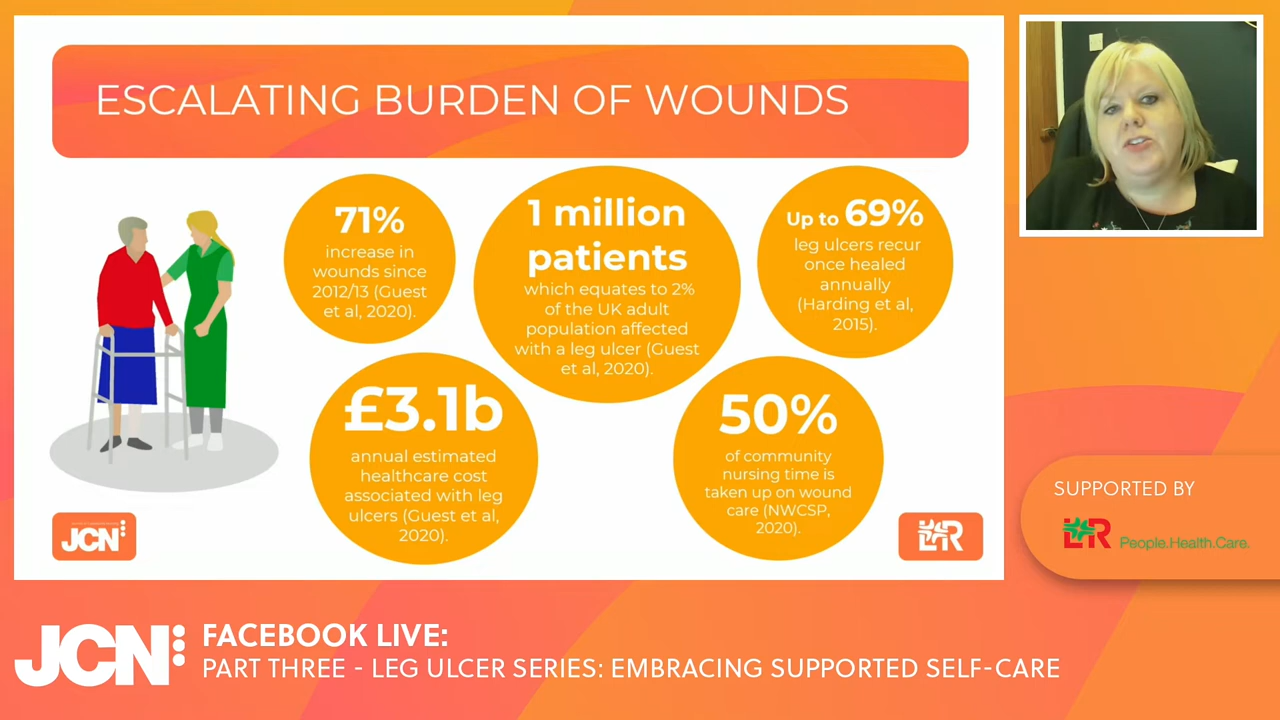 ESCALATING BURDEN OF WOUNDS
71%
increase in
wounds since
2012/13 (Guest
et al, 2020).
1 million
patients
which equates to 2%
of the UK adult
population affected
with a leg ulcer (Guest
et al, 2020).
Up to 69%
leg ulcers recur
once healed
annually
(Harding et al,
2015).
£3.1b
annual estimated
healthcare cost
associated with leg
ulcers (Guest et al,
2020).
50%
of community
nursing time is
taken up on wound
care (NWCSP,
2020).
JCN
L&R
SUPPORTED BY
L&R People.Health.Care.
JCN
FACEBOOK LIVE:
PART THREE - LEG ULCER SERIES: EMBRACING SUPPORTED SELF-CARE